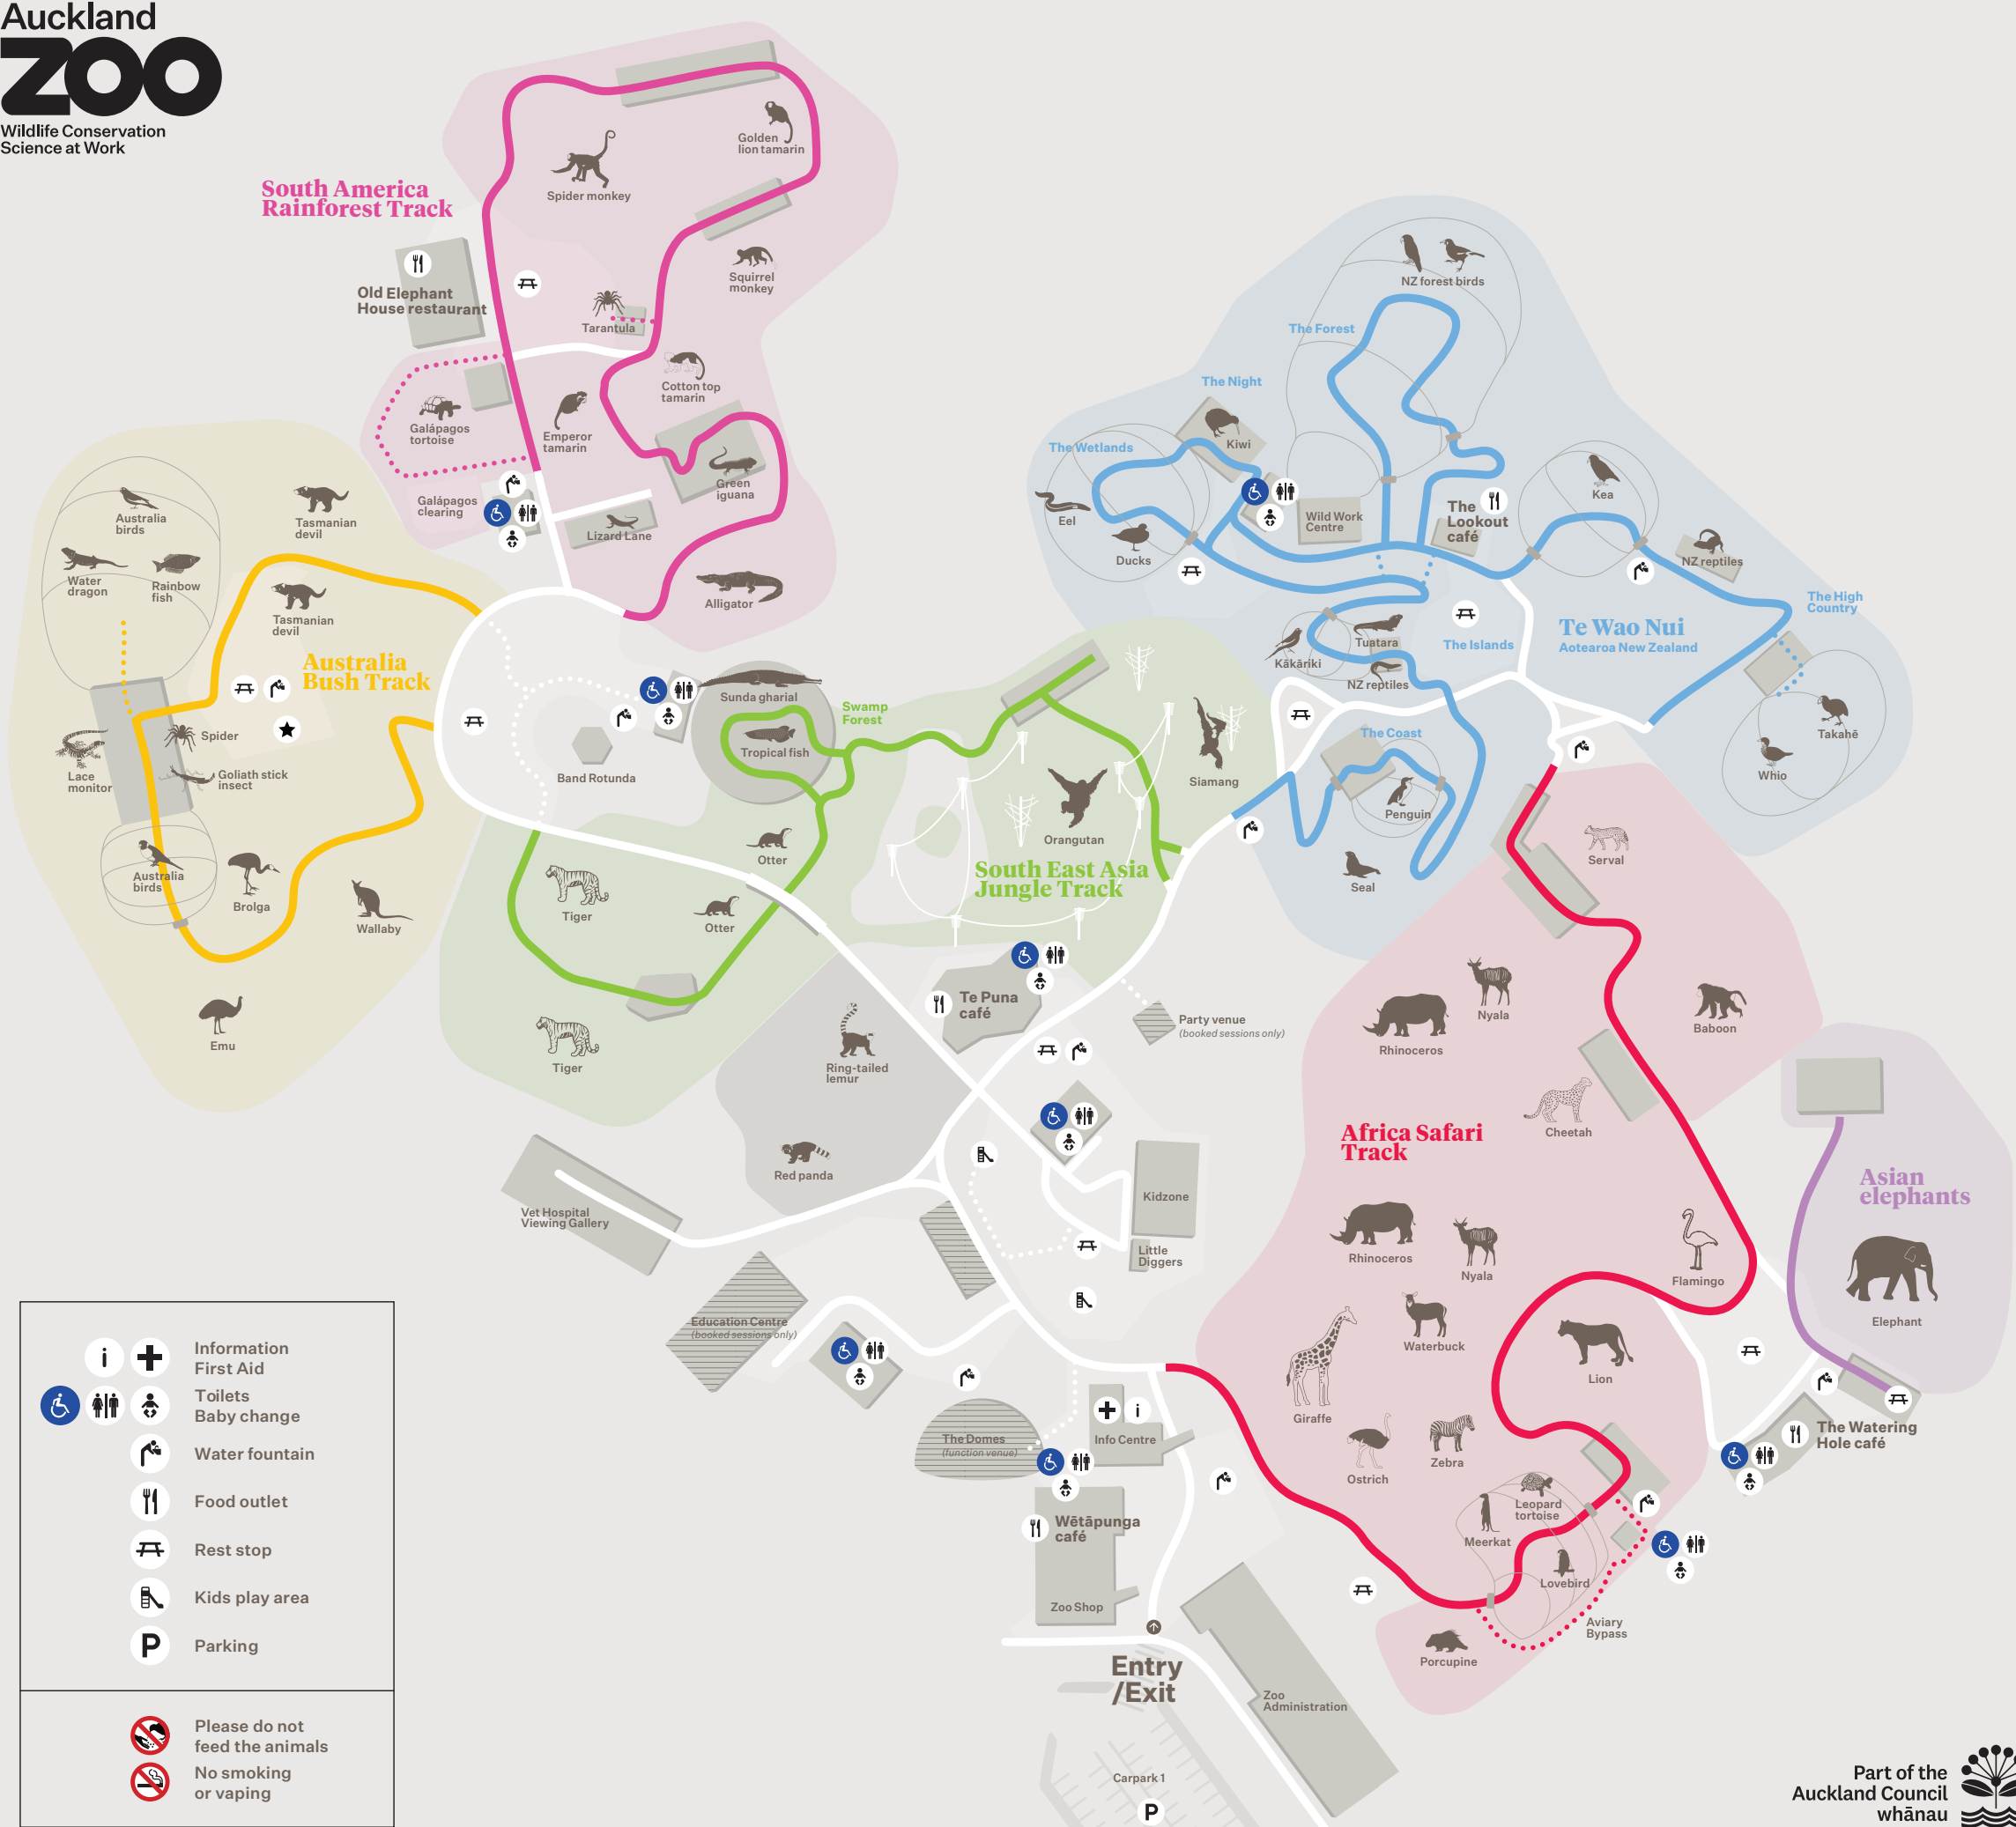 Auckland
ZOO
Wildlife Conservation
Science at Work
South America
Rainforest Track
Spider monkey
Golden
lion tamarin
Squirrel
monkey
Old Elephant
House restaurant
Tarantula
Cotton top
tamarin
Galápagos
tortoise
Emperor
tamarin
Green
iguana
Galápagos
clearing
Lizard Lane
Alligator
NZ forest birds
The Forest
The Night
The Wetlands
Kiwi
Eel
Ducks
Wild Work
Centre
The
Lookout
café
Kea
NZ reptiles
The High
Country
Te Wao Nui
Aotearoa New Zealand
The Islands
Tuatara
Kākāriki
NZ reptiles
Takahē
Whio
The Coast
Penguin
Seal
Australia
birds
Tasmanian
devil
Water
dragon
Rainbow
fish
Tasmanian
devil
Australia
Bush Track
Spider
Lace
monitor
Goliath stick
insect
Australia
birds
Brolga
Wallaby
Emu
Band Rotunda
Sunda gharial
Swamp
Forest
Tropical fish
Siamang
Orangutan
Otter
South East Asia
Jungle Track
Tiger
Otter
Tiger
Te Puna
café
Party venue
(booked sessions only)
Ring-tailed
lemur
Red panda
Vet Hospital
Viewing Gallery
Kidzone
Little
Diggers
Education Centre
(booked sessions only)
The Domes
(function venue)
i
Info Centre
Wētāpunga
café
Zoo Shop
Entry
/Exit
Zoo
Administration
Carpark 1
P
Serval
Nyala
Rhinoceros
Baboon
Cheetah
Africa Safari
Track
Asian
elephants
Rhinoceros
Nyala
Flamingo
Elephant
Waterbuck
Lion
Giraffe
Ostrich
Zebra
The Watering
Hole café
Leopard
tortoise
Meerkat
Lovebird
Aviary
Bypass
Porcupine
i
Information
First Aid
Toilets
Baby change
Water fountain
Food outlet
Rest stop
Kids play area
P
Parking
Please do not
feed the animals
No smoking
or vaping
Part of the
Auckland Council
whānau